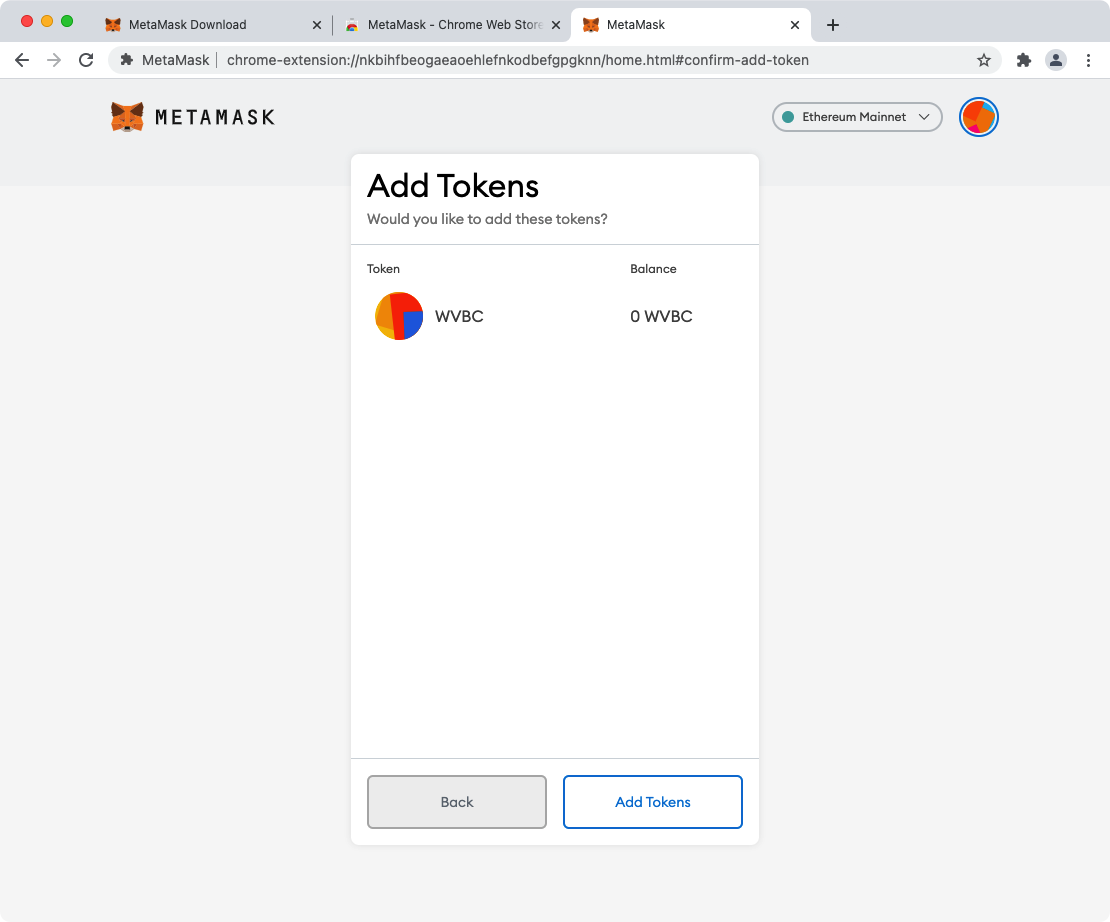 MetaMask Download
MetaMask - Chrome Web Store
MetaMask
MetaMask chrome-extension://nkbihfbeogaeaoehlefnkodbefgpgknn/home.html#confirm-add-token
METAMASK
Ethereum Mainnet
Add Tokens
Would you like to add these tokens?
Token Balance
WVBC 0 WVBC
Back Add Tokens